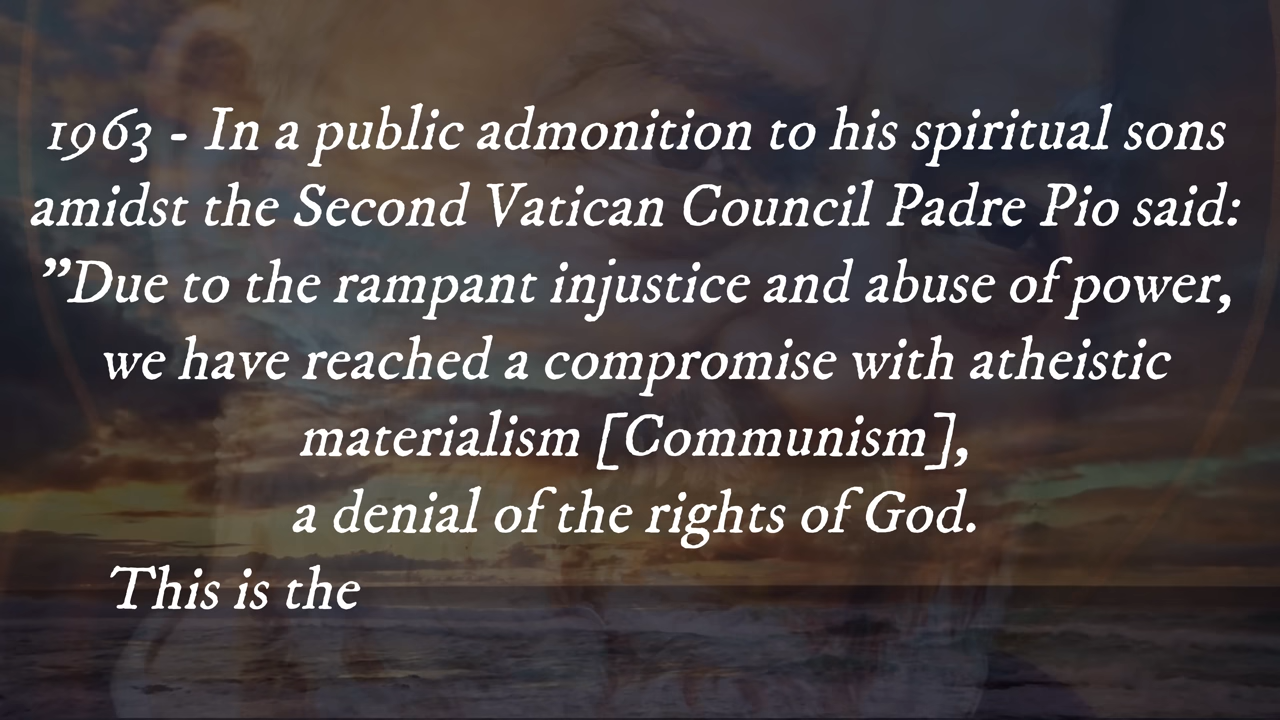 1963 - In a public admonition to his spiritual sons
amidst the Second Vatican Council Padre Pio said:
”Due to the rampant injustice and abuse of power,
we have reached a compromise with atheistic
materialism [Communism],
a denial of the rights of God.
This is the